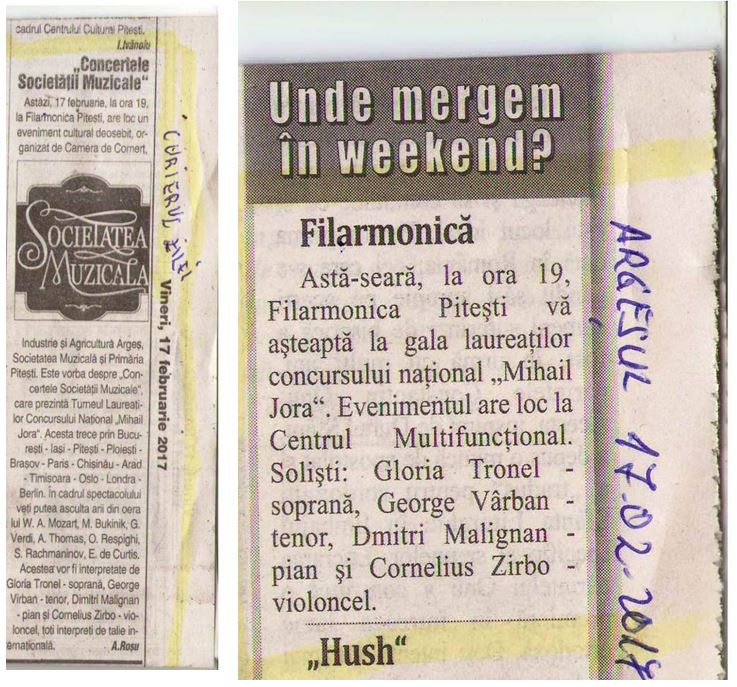 cadrul Centrului Cultural Pitești.
I.Ivănoiu
„Concertele
Societății Muzicale“
Astăzi, 17 februarie, la ora 19,
la Filarmonica Pitești, are loc un
eveniment cultural deosebit, or-
ganizat de Camera de Comerț,
SOCIETATEA
MUZICALA
Industrie și Agricultură Argeș,
Societatea Muzicală și Primăria
Pitești. Este vorba despre „Con-
certele Societății Muzicale“,
care prezintă Turneul Laureați-
lor Concursului Național „Mihail
Jora“. Acesta trece prin Bucu-
rești - Iași - Pitești - Ploiești -
Brașov - Paris - Chișinău - Arad
- Timișoara - Oslo - Londra -
Berlin. În cadrul spectacolului
veți putea asculta arii din opera
lui W. A. Mozart, M. Bukinik, G.
Verdi, A. Thomas, O. Respighi,
S. Rachmaninov, E. de Curtis.
Acestea vor fi interpretate de
Gloria Tronel - soprană, George
Vîrban - tenor, Dimitri Malignan
- pian și Cornelius Zirbo - vio-
loncel, toți interpreți de talie in-
ternațională.
A.Roșu
CURIERUL ZILEI
Vineri, 17 februarie 2017
Unde mergem
în weekend?
Filarmonică
Astă-seară, la ora 19,
Filarmonica Pitești vă
așteaptă la gala laureaților
concursului național „Mihail
Jora“. Evenimentul are loc la
Centrul Multifuncțional.
Soliști: Gloria Tronel -
soprană, George Vârban -
tenor, Dmitri Malignan -
pian și Cornelius Zirbo -
violoncel.
„Hush“
ARGEȘUL 17.02-2017